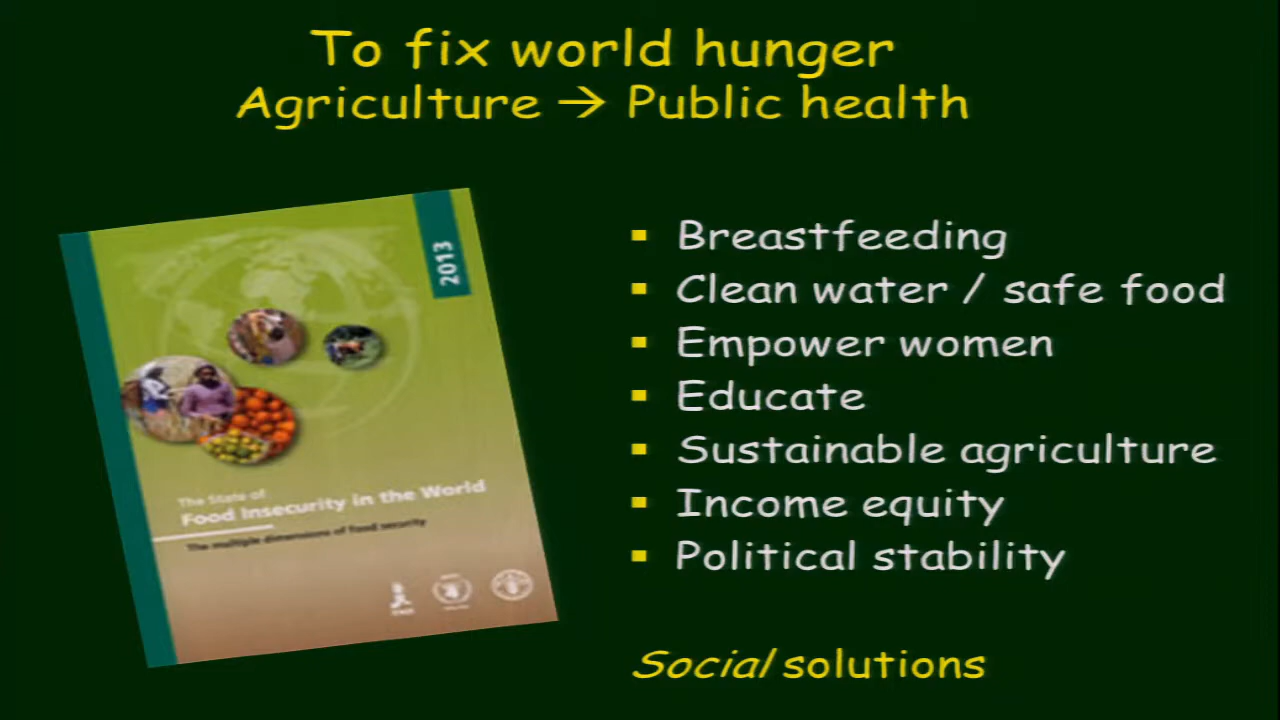 To fix world hunger
Agriculture → Public health
2013
The State of
Food Insecurity in the World
The multiple dimensions of food security
Breastfeeding
Clean water / safe food
Empower women
Educate
Sustainable agriculture
Income equity
Political stability
Social solutions